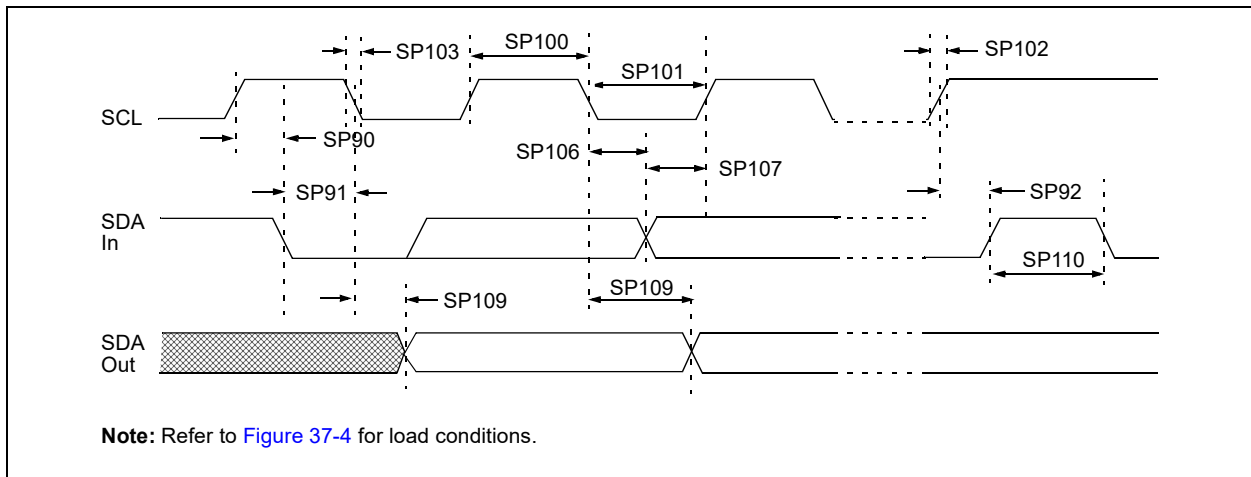 SP103
SP100
SP102
SP101
SCL
SP90
SP106
SP107
SP91
SP92
SDA
In
SP110
SP109
SP109
SDA
Out
Note: Refer to Figure 37-4 for load conditions.